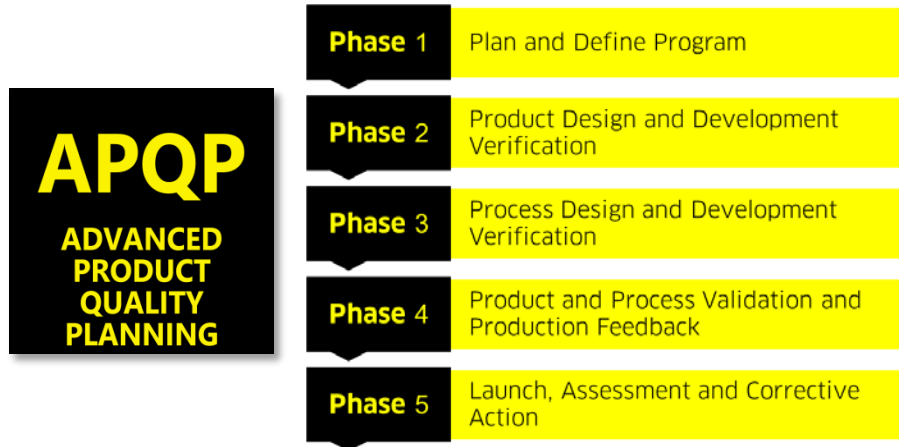 APQP
ADVANCED
PRODUCT
QUALITY
PLANNING
Phase 1
Plan and Define Program
Phase 2
Product Design and Development
Verification
Phase 3
Process Design and Development
Verification
Phase 4
Product and Process Validation and
Production Feedback
Phase 5
Launch, Assessment and Corrective
Action